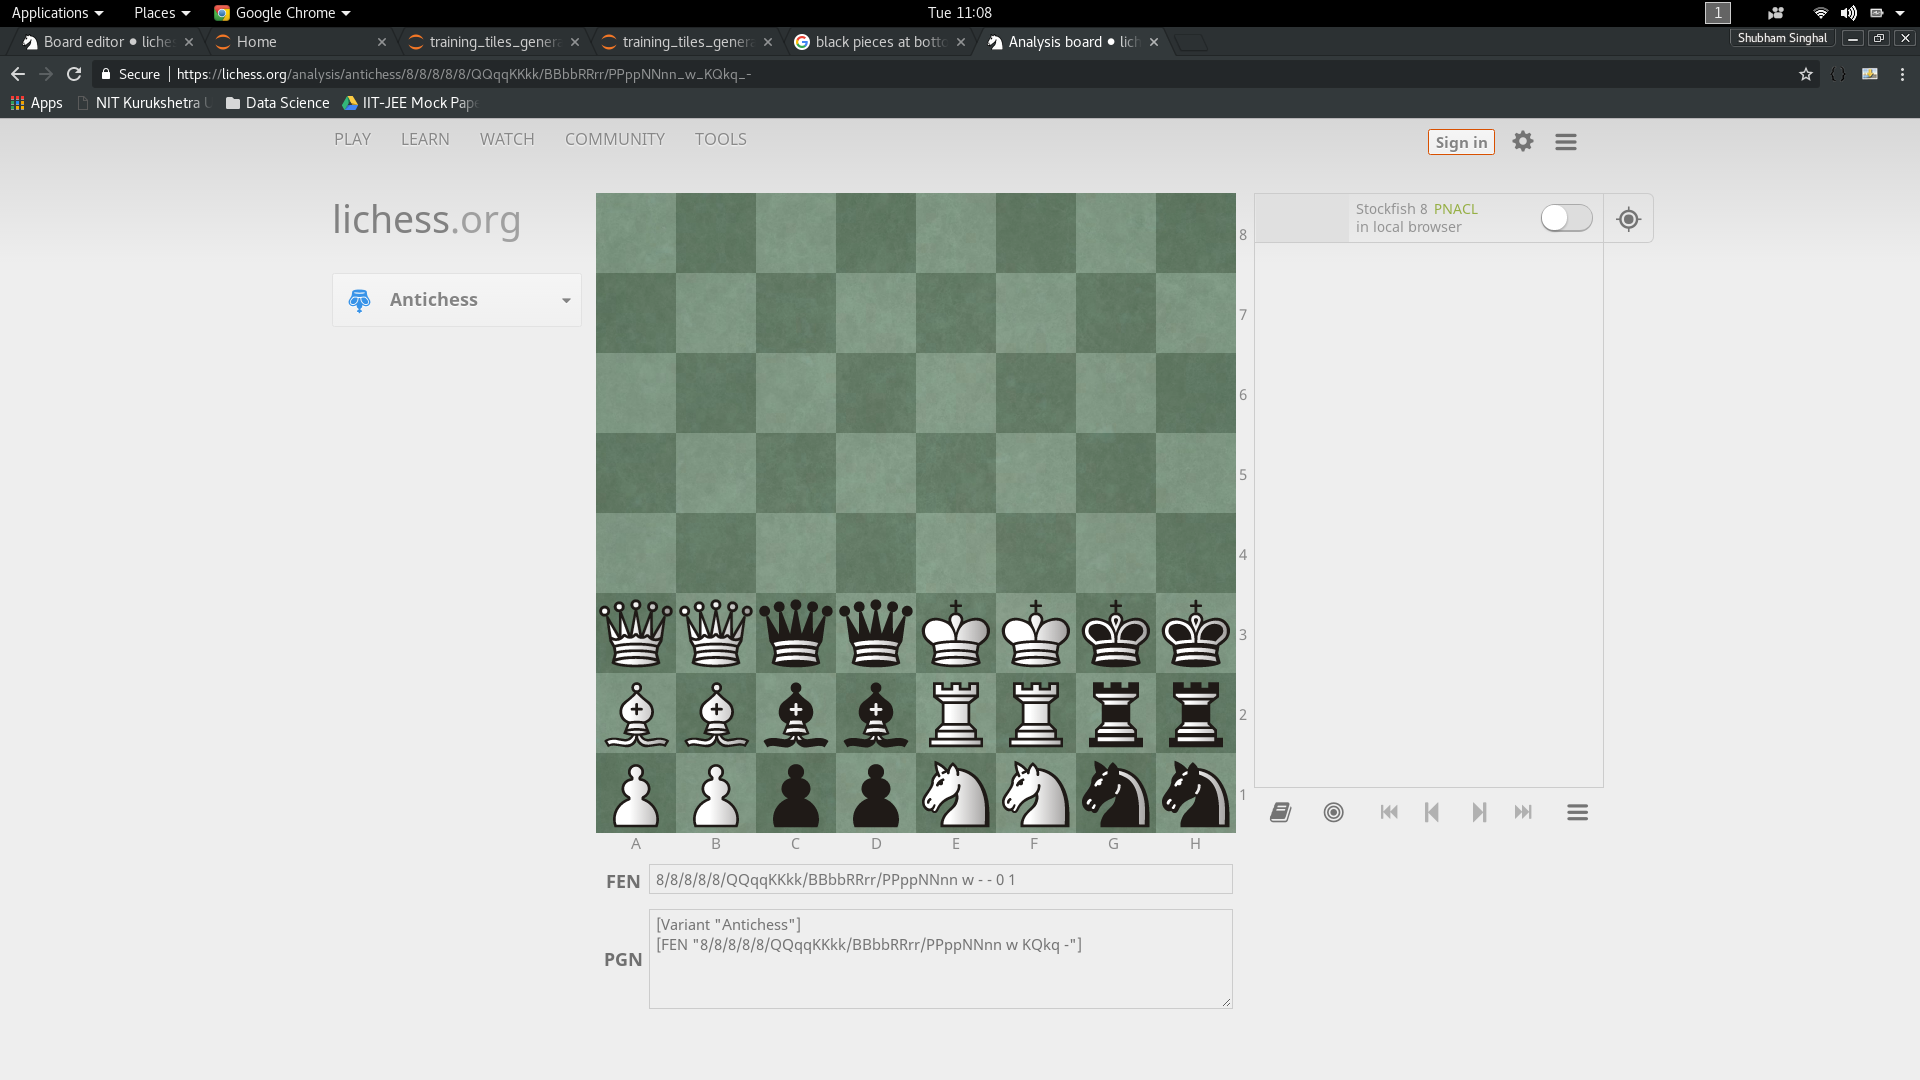 Applications Places Google Chrome Tue 11:08 1
Board editor • liche Home training_tiles_genera training_tiles_genera black pieces at botto Analysis board • lich Shubham Singhal
Secure https://lichess.org/analysis/antichess/8/8/8/8/8/QQqqKKkk/BBbbRRrr/PPppNNnn_w_KQkq_-
Apps NIT Kurukshetra U Data Science IIT-JEE Mock Pape
PLAY LEARN WATCH COMMUNITY TOOLS Sign in
lichess.org
Antichess
Stockfish 8 PNACL
in local browser
8
7
6
5
4
3
2
1
A B C D E F G H
FEN 8/8/8/8/8/QQqqKKkk/BBbbRRrr/PPppNNnn w - - 0 1
[Variant "Antichess"]
[FEN "8/8/8/8/8/QQqqKKkk/BBbbRRrr/PPppNNnn w KQkq -"]
PGN